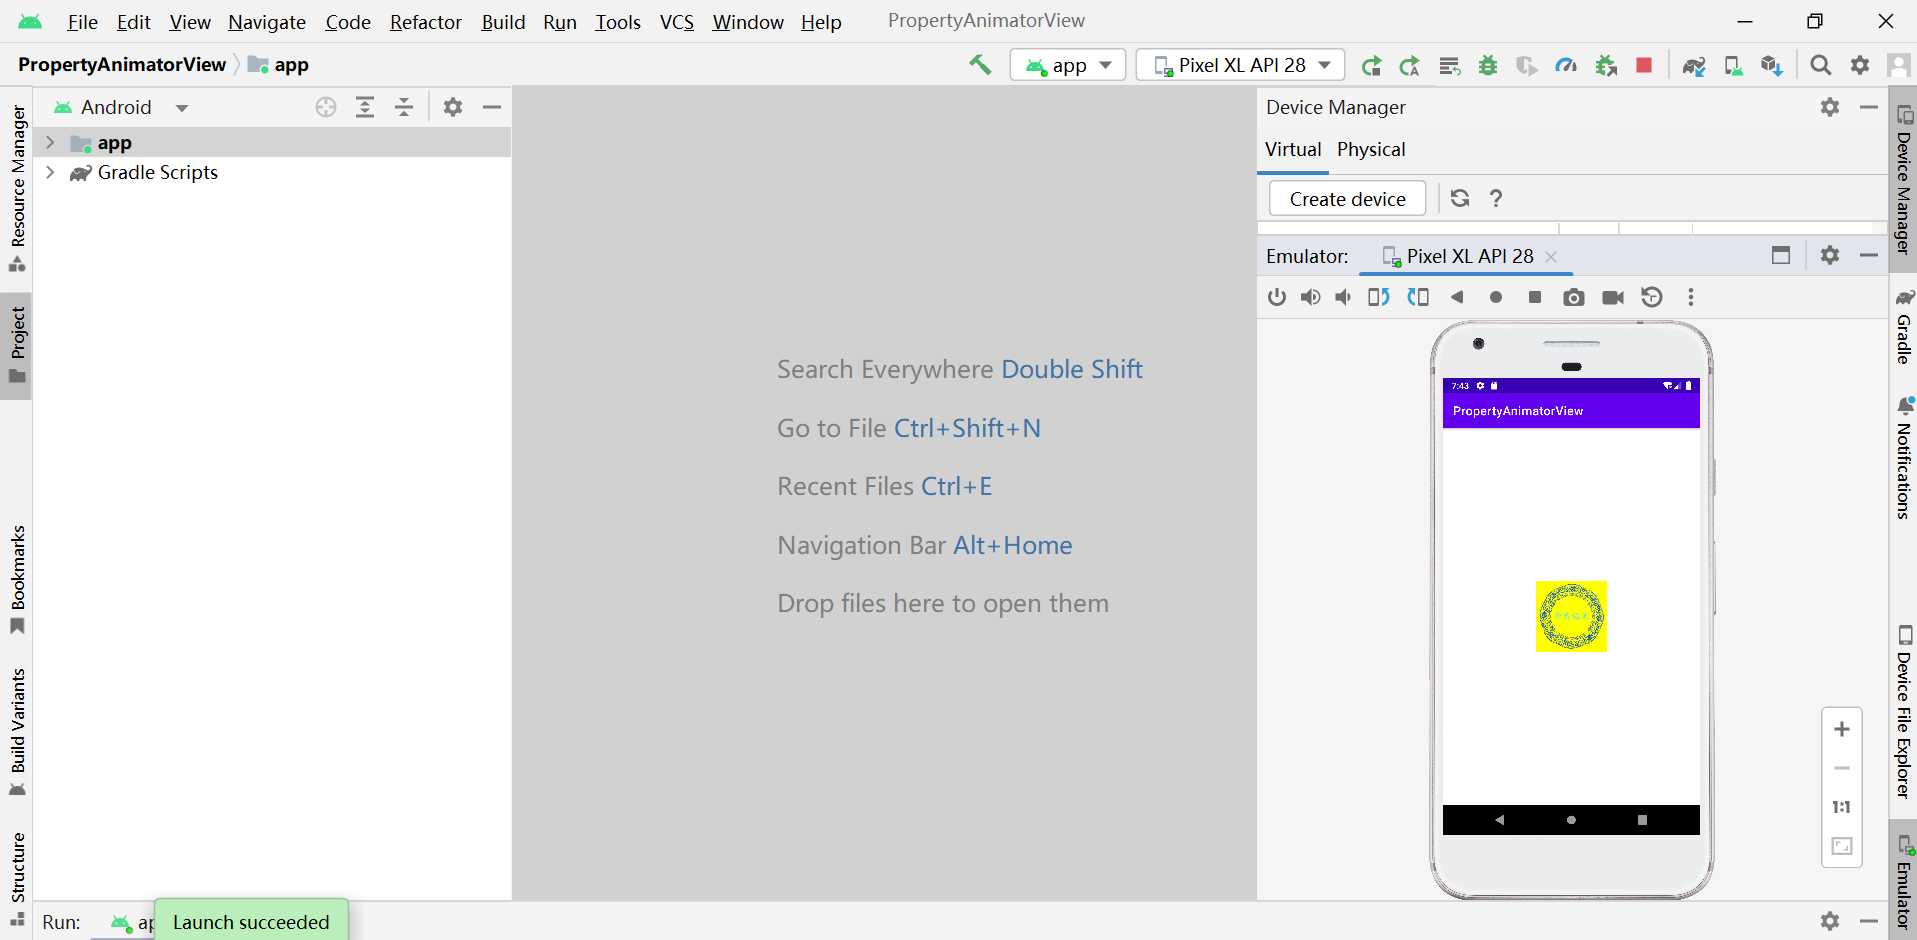 File Edit View Navigate Code Refactor Build Run Tools VCS Window Help PropertyAnimatorView
PropertyAnimatorView app
app
Pixel XL API 28
Android
app
Gradle Scripts
Resource Manager
Project
Bookmarks
Build Variants
Structure
Search Everywhere Double Shift
Go to File Ctrl+Shift+N
Recent Files Ctrl+E
Navigation Bar Alt+Home
Drop files here to open them
Device Manager
Virtual Physical
Create device
?
Emulator: Pixel XL API 28
7:43
PropertyAnimatorView
1:1
Device Manager
Gradle
Notifications
Device File Explorer
Emulator
Run:
Launch succeeded